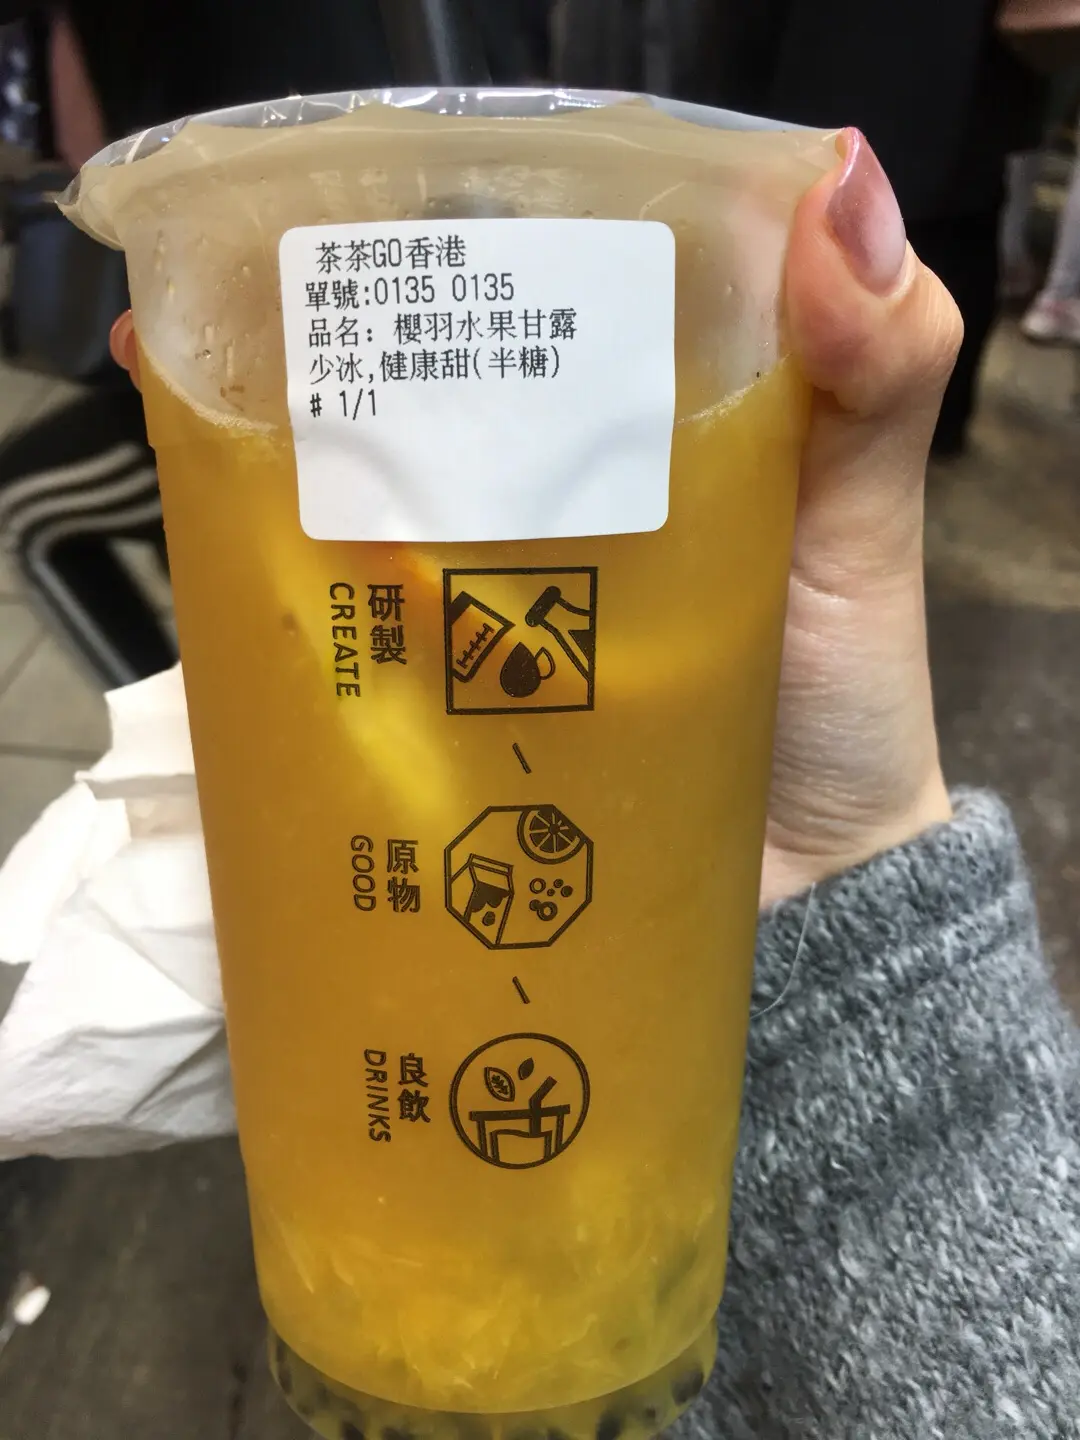 茶茶GO香港
單號:0135 0135
品名: 櫻羽水果甘露
少冰,健康甜(半糖)
# 1/1
研製
CREATE
原物
GOOD
良飲
DRINKS